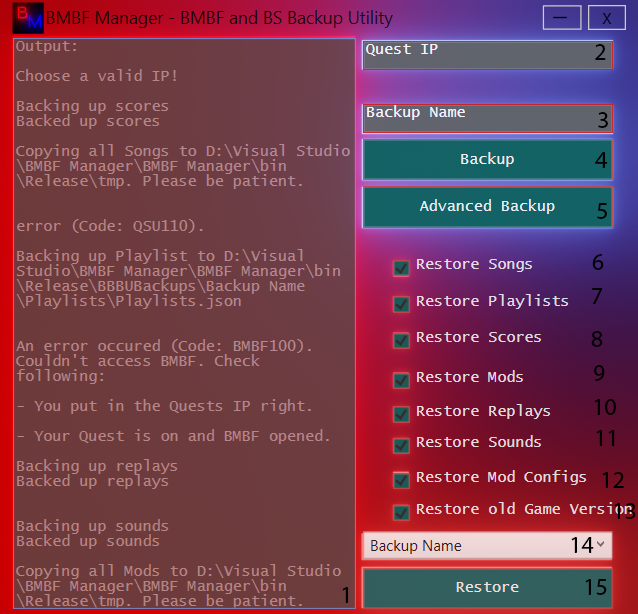 B
M
BMBF Manager - BMBF and BS Backup Utility
— X
Output:
Choose a valid IP!
Backing up scores
Backed up scores
Copying all Songs to D:\Visual Studio
\BMBF Manager\BMBF Manager\bin
\Release\tmp. Please be patient.
error (Code: QSU110).
Backing up Playlist to D:\Visual
Studio\BMBF Manager\BMBF Manager\bin
\Release\BBBUBackups\Backup Name
\Playlists\Playlists.json
An error occured (Code: BMBF100).
Couldn't access BMBF. Check
following:
- You put in the Quests IP right.
- Your Quest is on and BMBF opened.
Backing up replays
Backed up replays
Backing up sounds
Backed up sounds
Copying all Mods to D:\Visual Studio
\BMBF Manager\BMBF Manager\bin
\Release\tmp. Please be patient.
1
Quest IP 2
Backup Name 3
Backup 4
Advanced Backup 5
Restore Songs 6
Restore Playlists 7
Restore Scores 8
Restore Mods 9
Restore Replays 10
Restore Sounds 11
Restore Mod Configs 12
Restore old Game Version 13
Backup Name 14
Restore 15